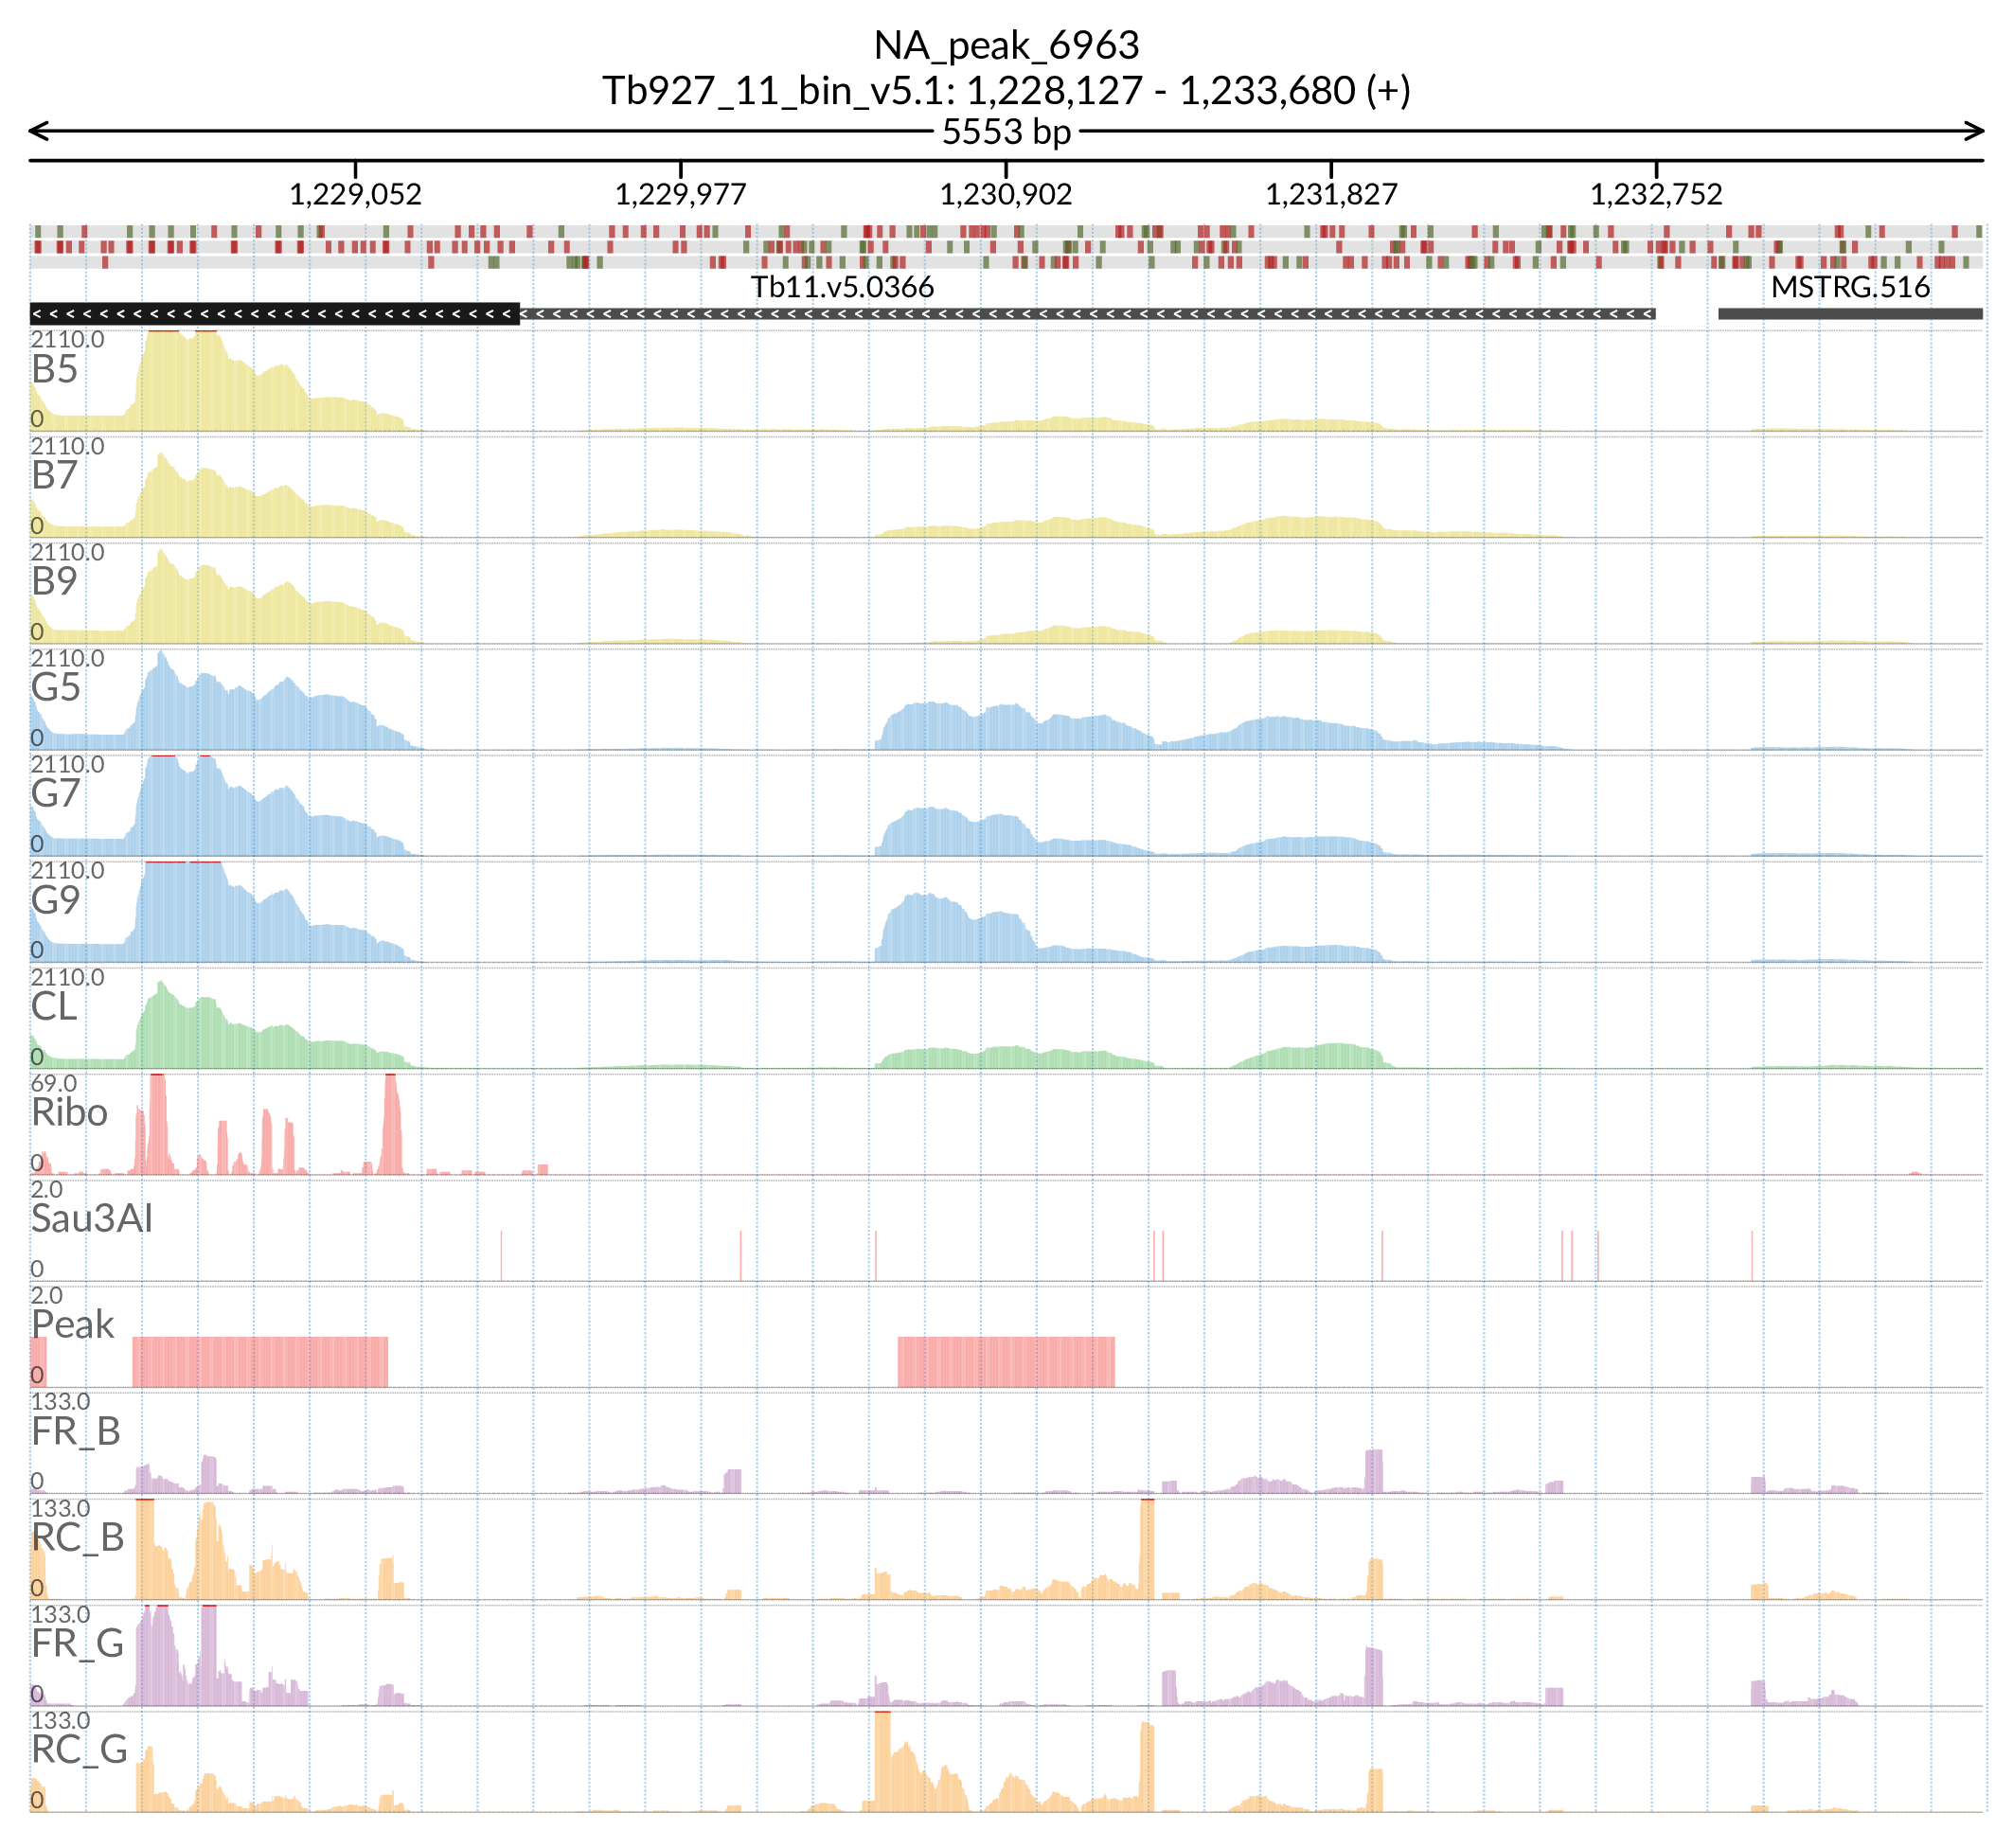 NA_peak_6963
Tb927_11_bin_v5.1: 1,228,127 - 1,233,680 (+)
5553 bp
1,229,052 1,229,977 1,230,902 1,231,827 1,232,752
Tb11.v5.0366 MSTRG.516
2110.0
B5
0
2110.0
B7
0
2110.0
B9
0
2110.0
G5
0
2110.0
G7
0
2110.0
G9
0
2110.0
CL
0
69.0
Ribo
0
2.0
Sau3AI
0
2.0
Peak
0
133.0
FR_B
0
133.0
RC_B
0
133.0
FR_G
0
133.0
RC_G
0